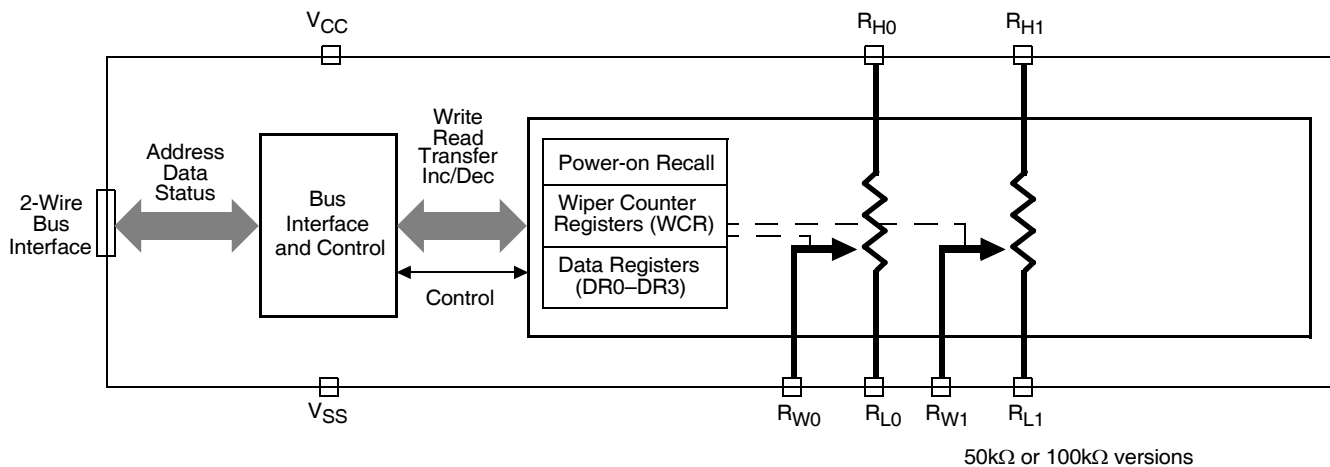 VCC
RH0
RH1
Write
Read
Transfer
Inc/Dec
Address
Data
Status
2-Wire
Bus
Interface
Bus
Interface
and Control
Control
Power-on Recall
Wiper Counter
Registers (WCR)
Data Registers
(DR0–DR3)
VSS
RW0
RL0
RW1
RL1
50kΩ or 100kΩ versions